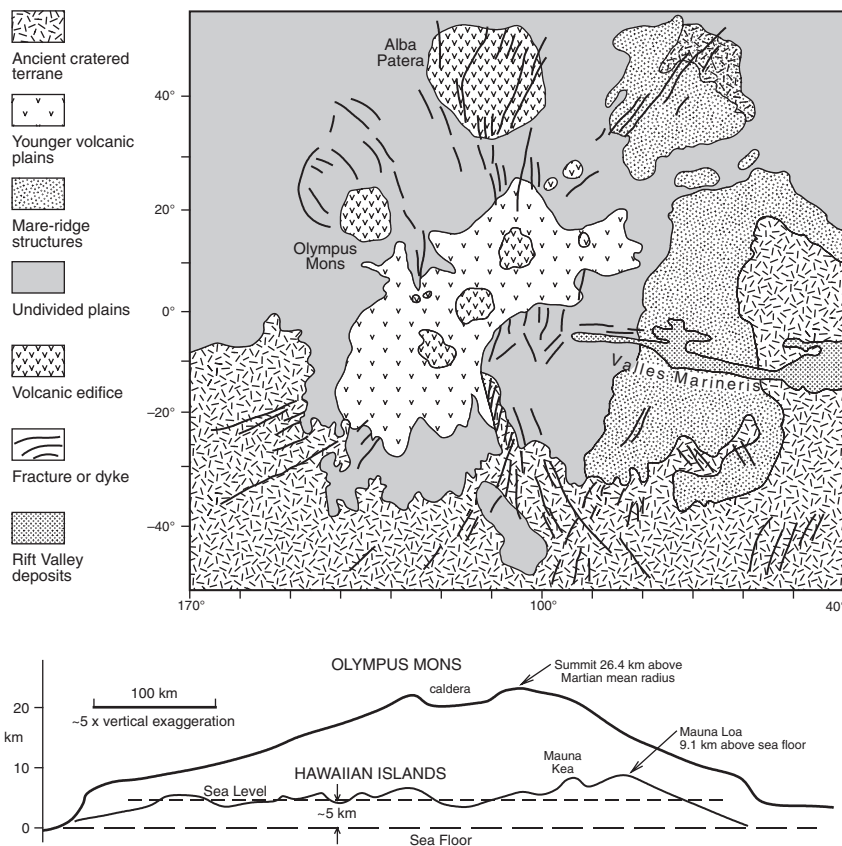 Ancient cratered
terrane
Younger volcanic
plains
Mare-ridge
structures
Undivided plains
Volcanic edifice
Fracture or dyke
Rift Valley
deposits
Alba
Patera
Olympus
Mons
Valles Marineris
40°
20°
0°
−20°
−40°
170°
100°
40°
OLYMPUS MONS
Summit 26.4 km above
Martian mean radius
caldera
100 km
~5 x vertical exaggeration
20
km
10
0
Mauna Loa
9.1 km above sea floor
Mauna
Kea
HAWAIIAN ISLANDS
Sea Level
~5 km
Sea Floor